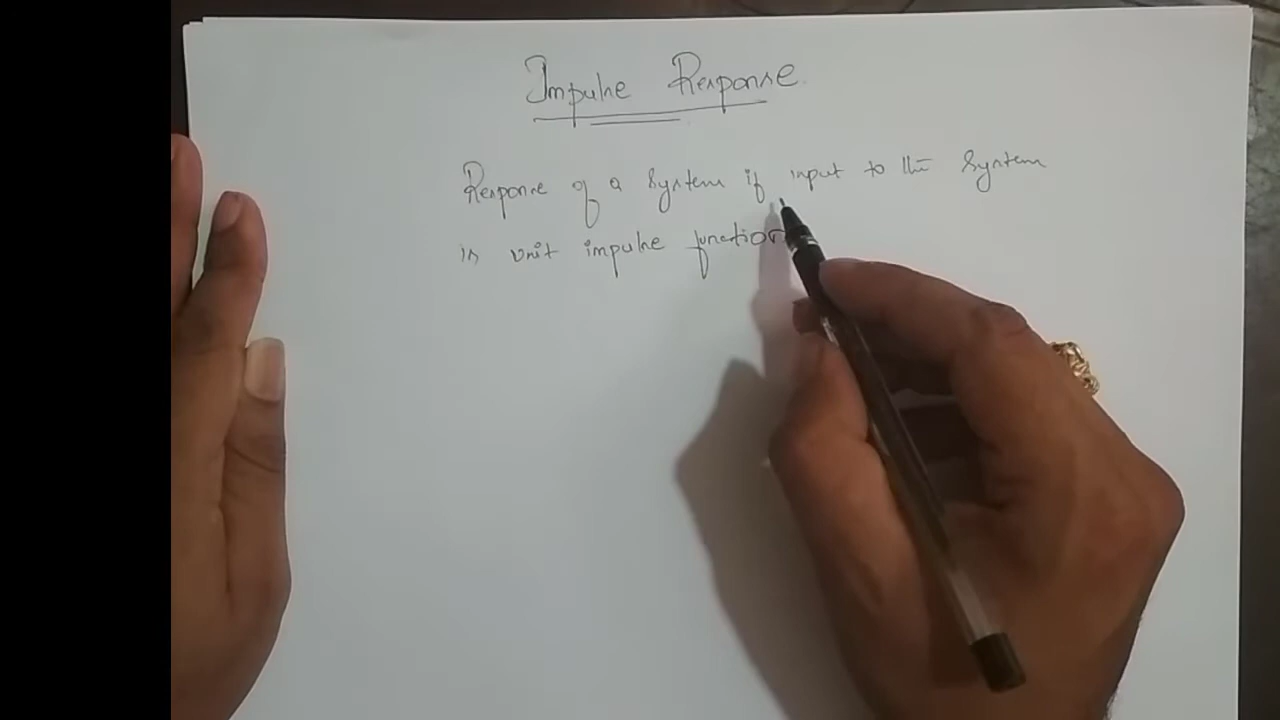 Impulse Response
Response of a System if input to the System
is unit impulse function